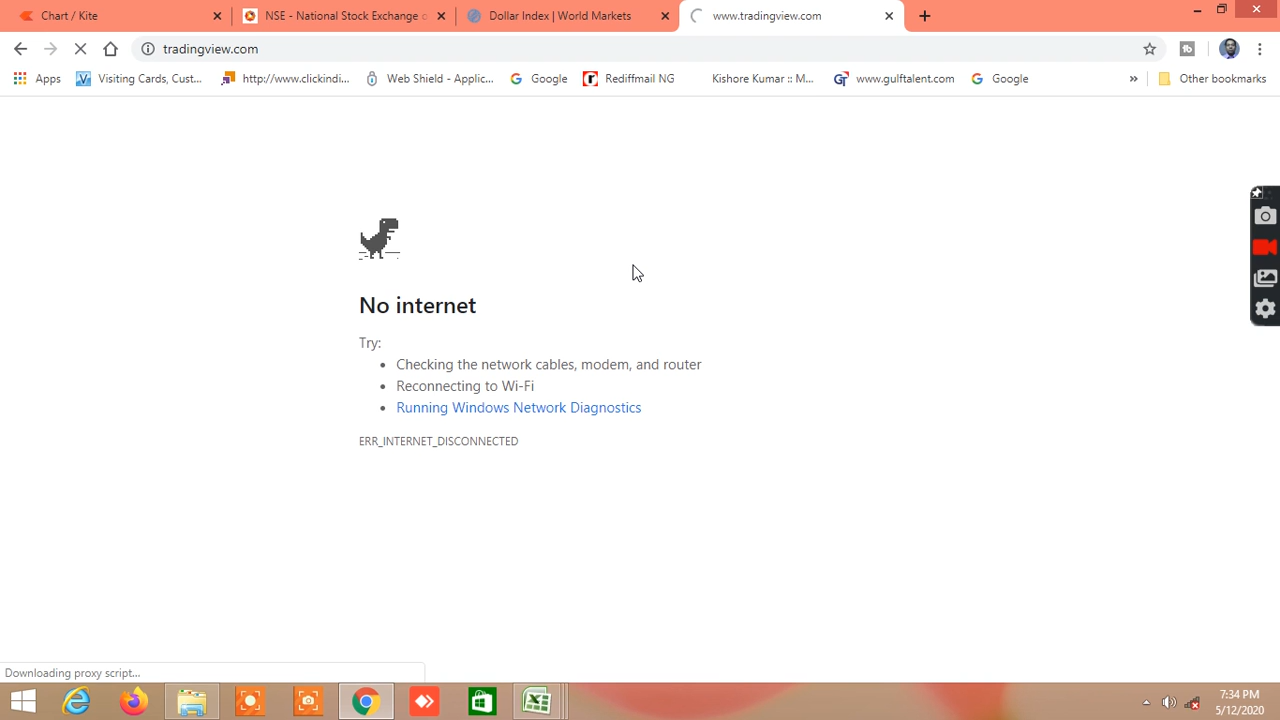 Chart / Kite
NSE - National Stock Exchange o
Dollar Index | World Markets
www.tradingview.com
tradingview.com
Apps
Visiting Cards, Cust...
http://www.clickindi...
Web Shield - Applic...
Google
Rediffmail NG
Kishore Kumar :: M...
www.gulftalent.com
Google
»
Other bookmarks
No internet
Try:
• Checking the network cables, modem, and router
• Reconnecting to Wi-Fi
• Running Windows Network Diagnostics
ERR_INTERNET_DISCONNECTED
Downloading proxy script...
7:34 PM
5/12/2020